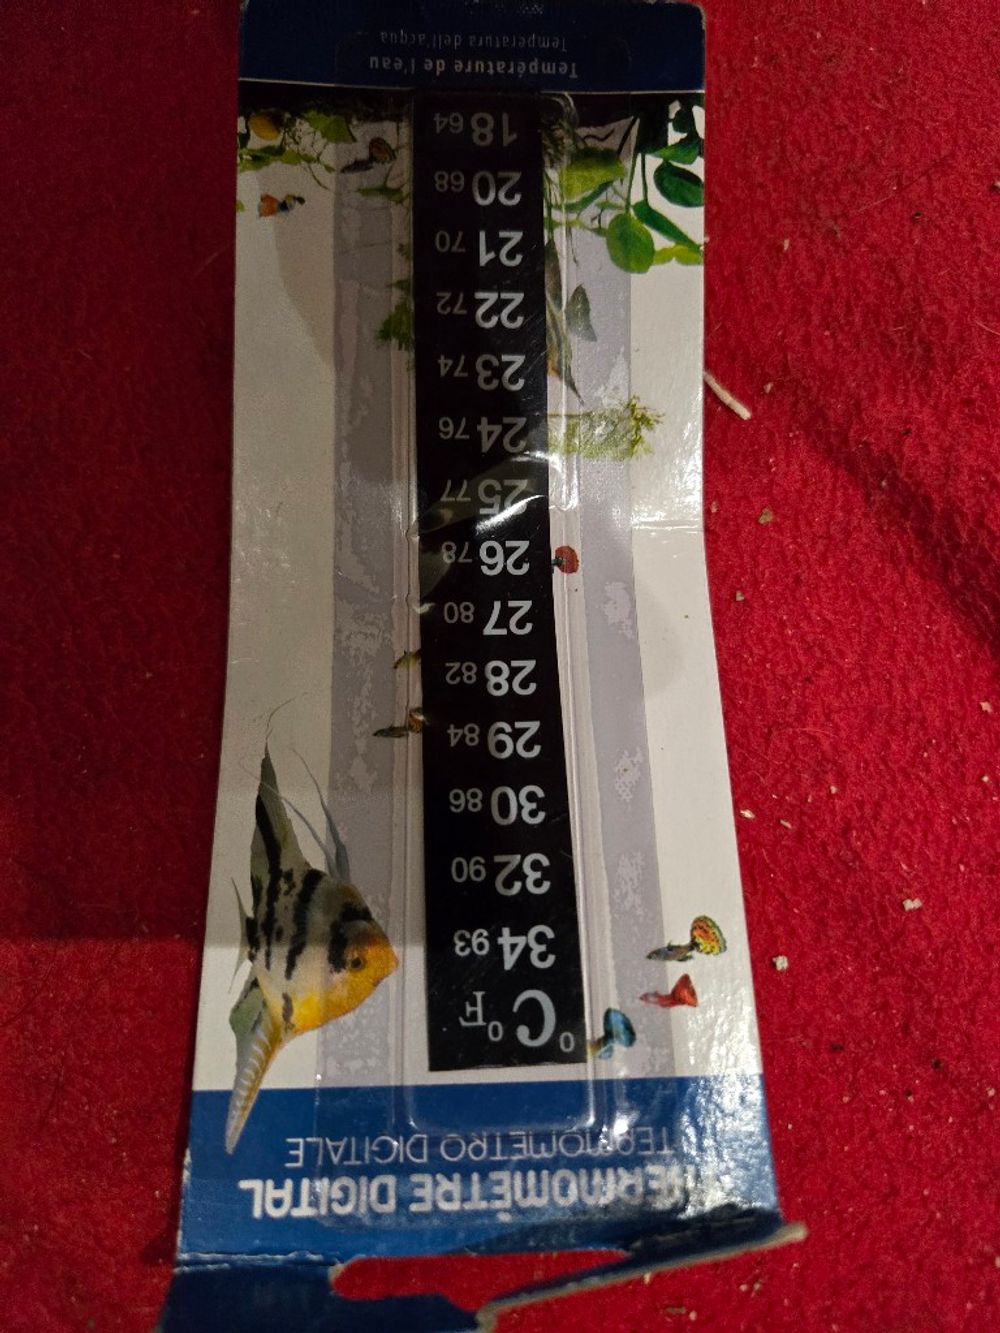 THERMOMÈTRE DIGITAL
TERMOMETRO DIGITALE
°C °F
34 93
32 90
30 86
29 84
28 82
27 80
26 78
25 77
24 76
23 74
22 72
21 70
20 68
18 64
Température de l'eau
Temperatura dell'acqua